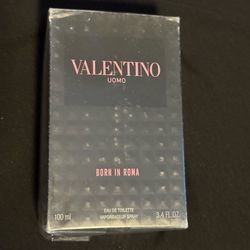 VALENTINO
UOMO
BORN IN ROMA
EAU DE TOILETTE
100 ml VAPORISATEUR SPRAY 3.4 FL.OZ.